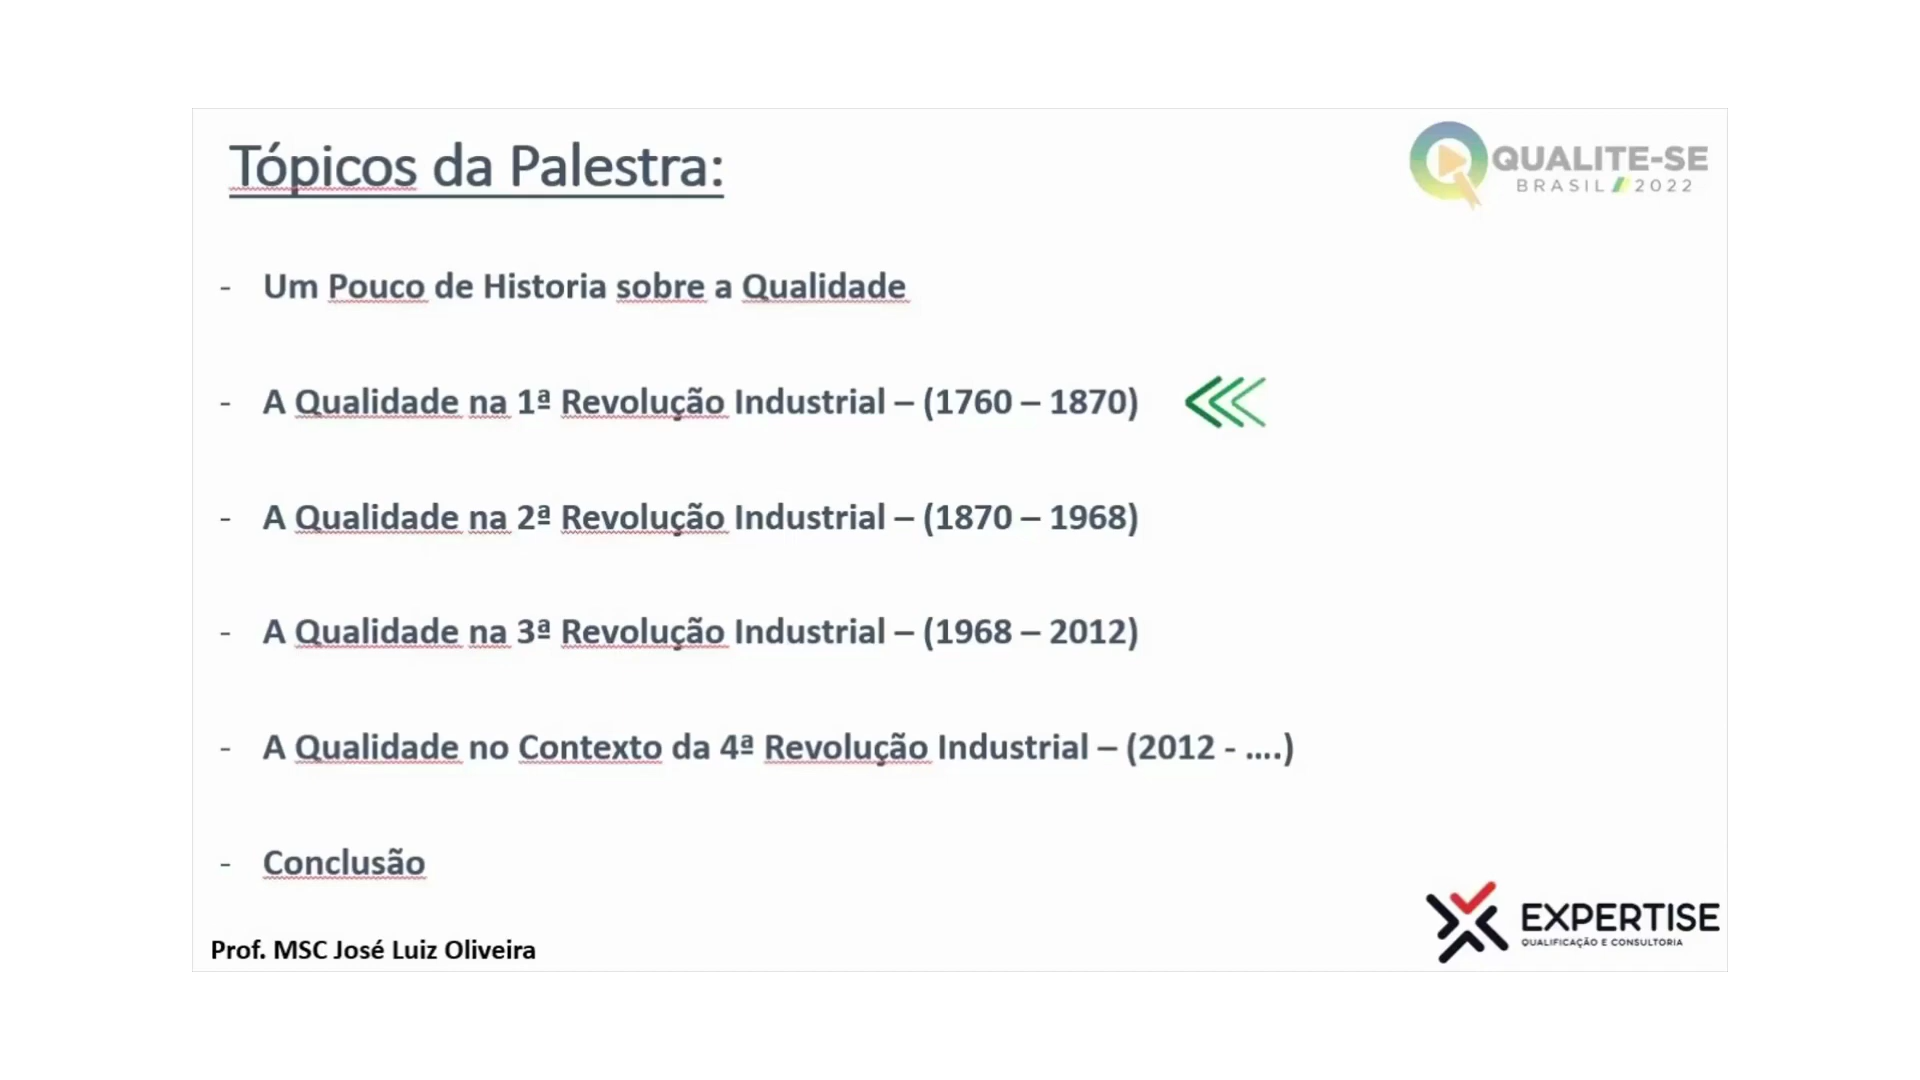 Tópicos da Palestra:
QUALITE-SE
BRASIL 2022
- Um Pouco de Historia sobre a Qualidade
- A Qualidade na 1ª Revolução Industrial – (1760 – 1870)
- A Qualidade na 2ª Revolução Industrial – (1870 – 1968)
- A Qualidade na 3ª Revolução Industrial – (1968 – 2012)
- A Qualidade no Contexto da 4ª Revolução Industrial – (2012 - ....)
- Conclusão
EXPERTISE
QUALIFICAÇÃO E CONSULTORIA
Prof. MSC José Luiz Oliveira